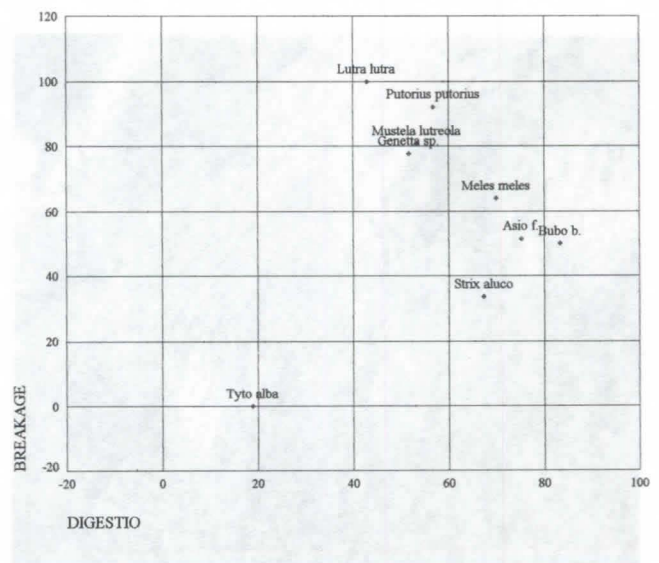 120
100
Lutra lutra
Putorius putorius
Mustela lutreola
80
Genetta sp.
Meles meles
60
Asio f.
Bubo b.
40
Strix aluco
20
Tyto alba
0
BREAKAGE
-20
-20 0 20 40 60 80 100
DIGESTIO